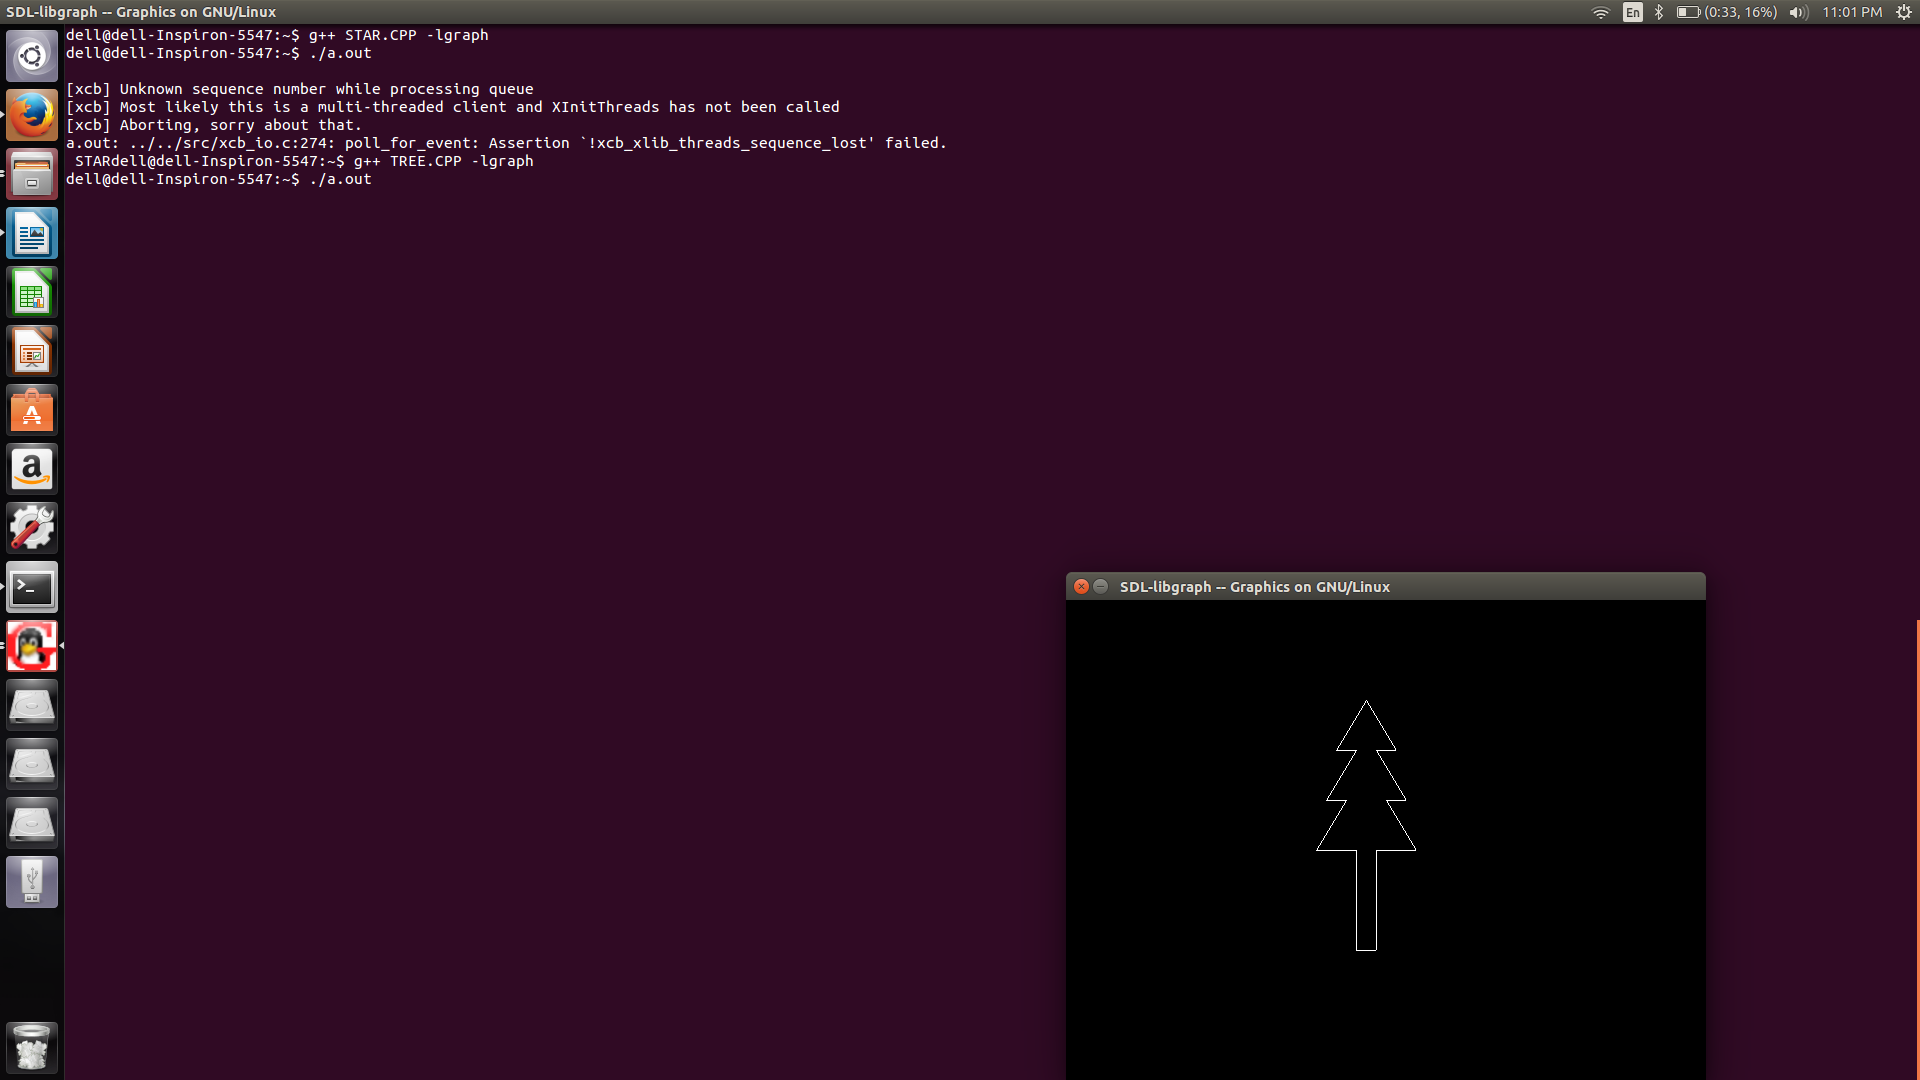 SDL-libgraph -- Graphics on GNU/Linux
En
(0:33, 16%)
11:01 PM
dell@dell-Inspiron-5547:~$ g++ STAR.CPP -lgraph
dell@dell-Inspiron-5547:~$ ./a.out
[xcb] Unknown sequence number while processing queue
[xcb] Most likely this is a multi-threaded client and XInitThreads has not been called
[xcb] Aborting, sorry about that.
a.out: ../../src/xcb_io.c:274: poll_for_event: Assertion `!xcb_xlib_threads_sequence_lost' failed.
 STARdell@dell-Inspiron-5547:~$ g++ TREE.CPP -lgraph
dell@dell-Inspiron-5547:~$ ./a.out
SDL-libgraph -- Graphics on GNU/Linux